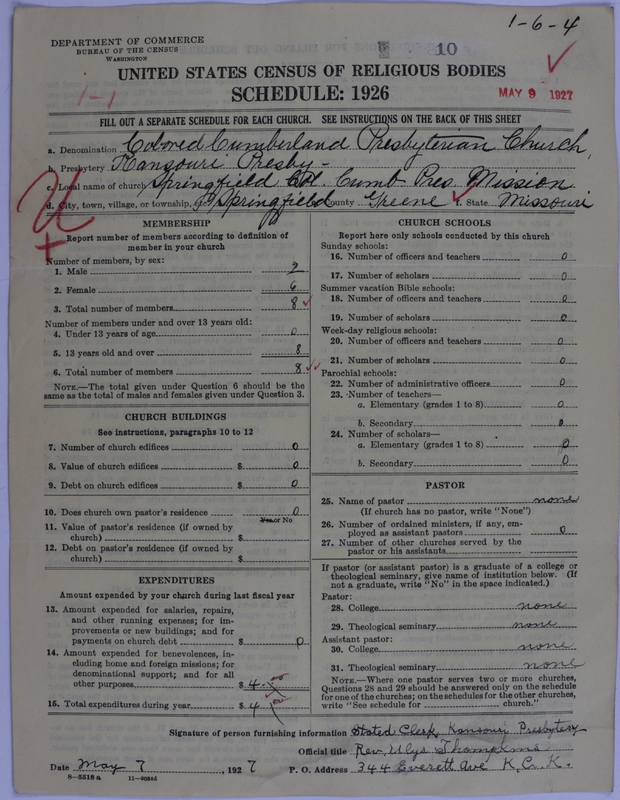 1-6-4
DEPARTMENT OF COMMERCE
BUREAU OF THE CENSUS
WASHINGTON
10
UNITED STATES CENSUS OF RELIGIOUS BODIES
SCHEDULE: 1926
1-1
MAY 9 1927
FILL OUT A SEPARATE SCHEDULE FOR EACH CHURCH. SEE INSTRUCTIONS ON THE BACK OF THIS SHEET
a. Denomination Colored Cumberland Presbyterian Church
b. Presbytery Kansouri Presby-
c. Local name of church Springfield Col. Cumb. Pres. Mission
d. City, town, village, or township, Springfield County Greene f. State Missouri
MEMBERSHIP
Report number of members according to definition of member in your church
Number of members, by sex:
1. Male 2
2. Female 6
3. Total number of members 8
Number of members under and over 13 years old:
4. Under 13 years of age 0
5. 13 years old and over 8
6. Total number of members 8
NOTE.—The total given under Question 6 should be the same as the total of males and females given under Question 3.
CHURCH BUILDINGS
See instructions, paragraphs 10 to 12
7. Number of church edifices 0
8. Value of church edifices $ 0
9. Debt on church edifices $ 0
10. Does church own pastor's residence 0
Yes or No
11. Value of pastor's residence (if owned by church) $
12. Debt on pastor's residence (if owned by church) $
EXPENDITURES
Amount expended by your church during last fiscal year
13. Amount expended for salaries, repairs, and other running expenses; for improvements or new buildings; and for payments on church debt $ 0
14. Amount expended for benevolences, including home and foreign missions; for denominational support; and for all other purposes $ 4.00
15. Total expenditures during year $ 4.00
CHURCH SCHOOLS
Report here only schools conducted by this church
Sunday schools:
16. Number of officers and teachers 0
17. Number of scholars 0
Summer vacation Bible schools:
18. Number of officers and teachers 0
19. Number of scholars 0
Week-day religious schools:
20. Number of officers and teachers 0
21. Number of scholars 0
Parochial schools:
22. Number of administrative officers 0
23. Number of teachers—
a. Elementary (grades 1 to 8) 0
b. Secondary 0
24. Number of scholars—
a. Elementary (grades 1 to 8) 0
b. Secondary 0
PASTOR
25. Name of pastor none
(If church has no pastor, write "None")
26. Number of ordained ministers, if any, employed as assistant pastors 0
27. Number of other churches served by the pastor or his assistants
If pastor (or assistant pastor) is a graduate of a college or theological seminary, give name of institution below. (If not a graduate, write "No" in the space indicated.)
Pastor:
28. College none
29. Theological seminary none
Assistant pastor:
30. College none
31. Theological seminary none
NOTE.—Where one pastor serves two or more churches, Questions 28 and 29 should be answered only on the schedule for one of the churches; on the schedules for the other churches, write "See schedule for church."
Signature of person furnishing information Stated Clerk, Kansouri Presbytery
Official title Rev. Ulys Thompkins
Date May 7, 1927 P. O. Address 344 Everett Ave K.C.K.
8-5518a